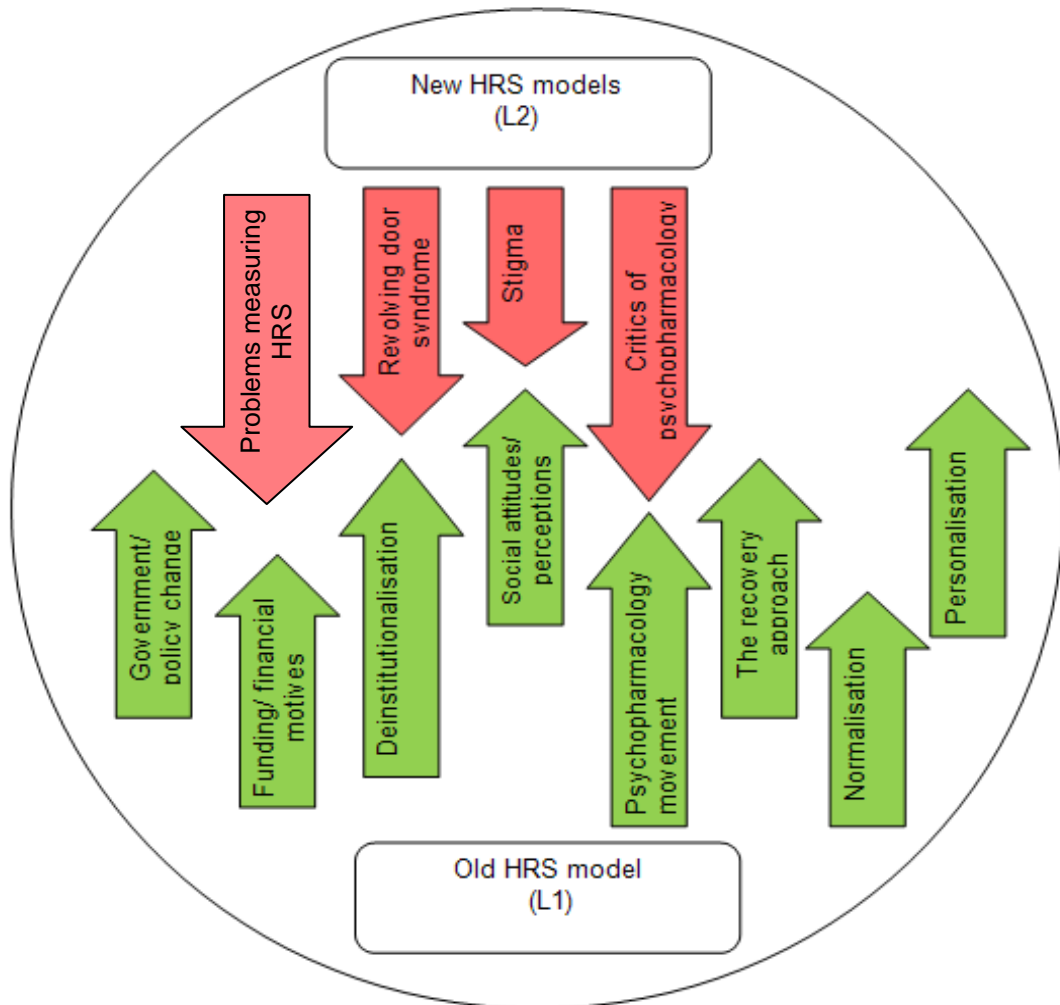 New HRS models
(L2)
Problems measuring
HRS
Revolving door
syndrome
Stigma
Critics of
psychopharmacology
Government/
policy change
Funding/ financial
motives
Deinstitutionalisation
Social attitudes/
perceptions
Psychopharmacology
movement
The recovery
approach
Normalisation
Personalisation
Old HRS model
(L1)